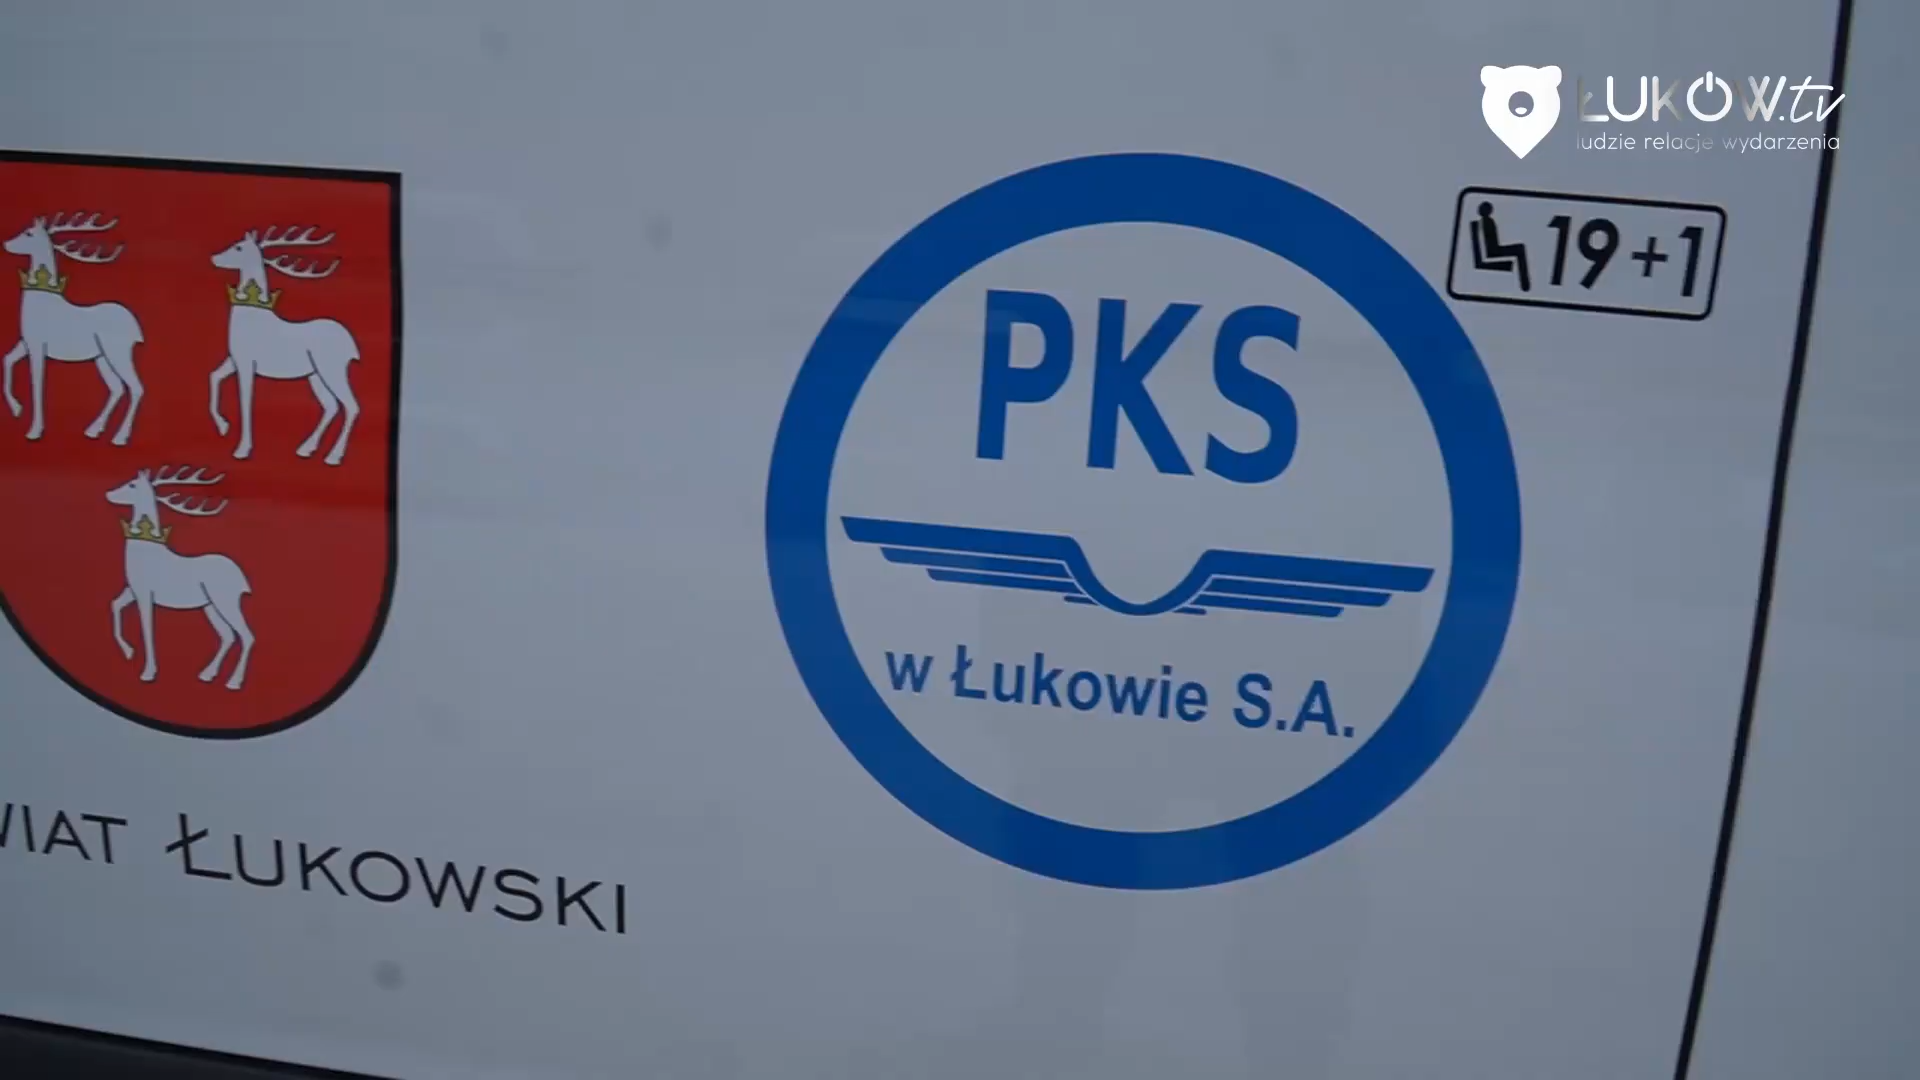 ŁUKÓW.tv
ludzie relacje wydarzenia
19+1
PKS
w Łukowie S.A.
WIAT ŁUKOWSKI